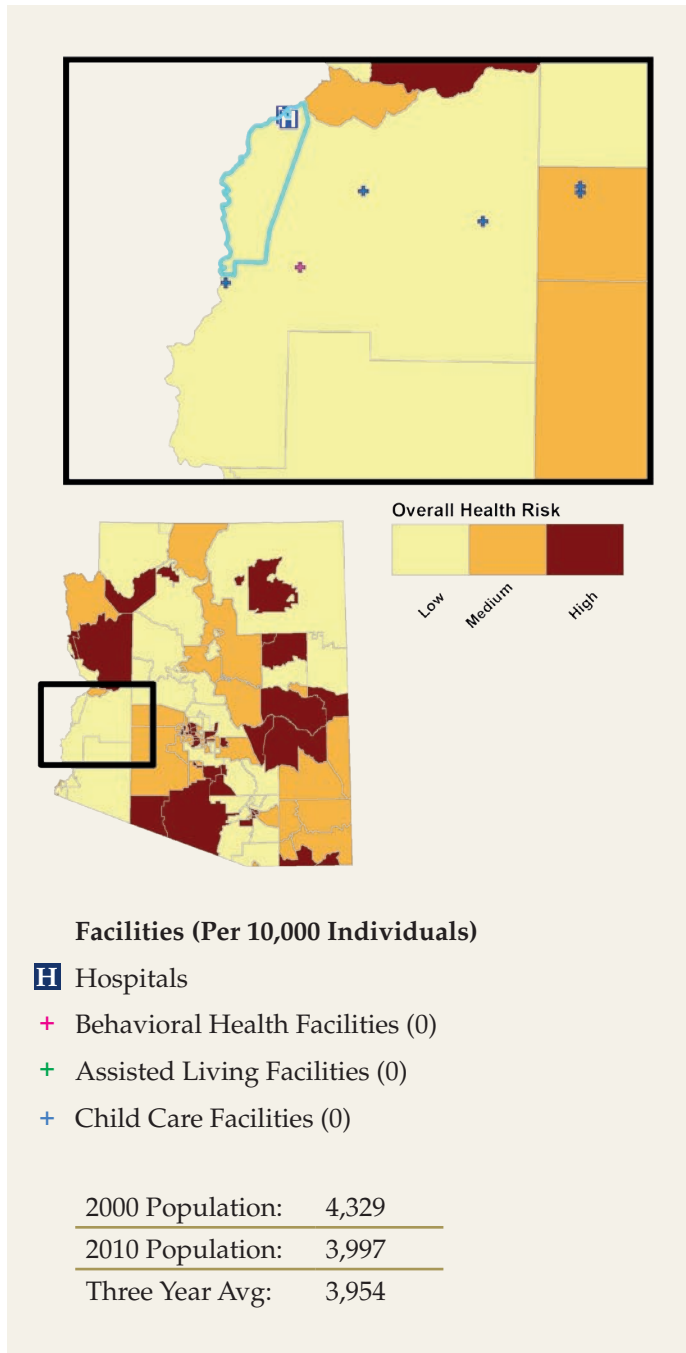 H
Overall Health Risk
Low Medium High
Facilities (Per 10,000 Individuals)
H Hospitals
+ Behavioral Health Facilities (0)
+ Assisted Living Facilities (0)
+ Child Care Facilities (0)
2000 Population: 4,329
2010 Population: 3,997
Three Year Avg: 3,954